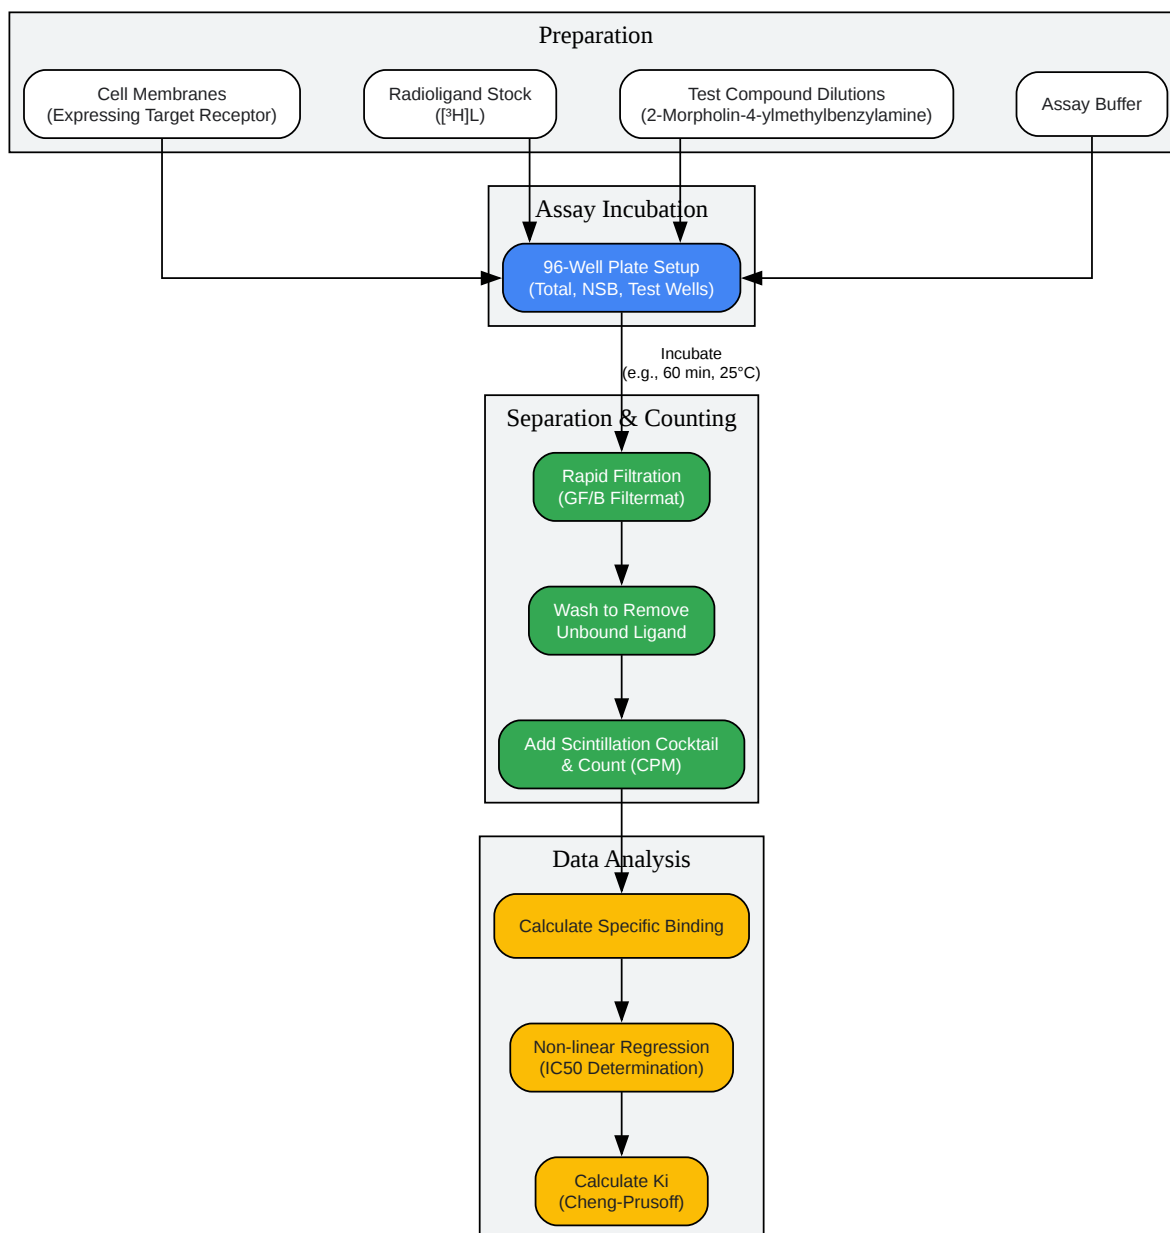 Preparation
Cell Membranes
(Expressing Target Receptor)
Radioligand Stock
([³H]L)
Test Compound Dilutions
(2-Morpholin-4-ylmethylbenzylamine)
Assay Buffer
Assay Incubation
96-Well Plate Setup
(Total, NSB, Test Wells)
Incubate
(e.g., 60 min, 25°C)
Separation & Counting
Rapid Filtration
(GF/B Filtermat)
Wash to Remove
Unbound Ligand
Add Scintillation Cocktail
& Count (CPM)
Data Analysis
Calculate Specific Binding
Non-linear Regression
(IC50 Determination)
Calculate Ki
(Cheng-Prusoff)